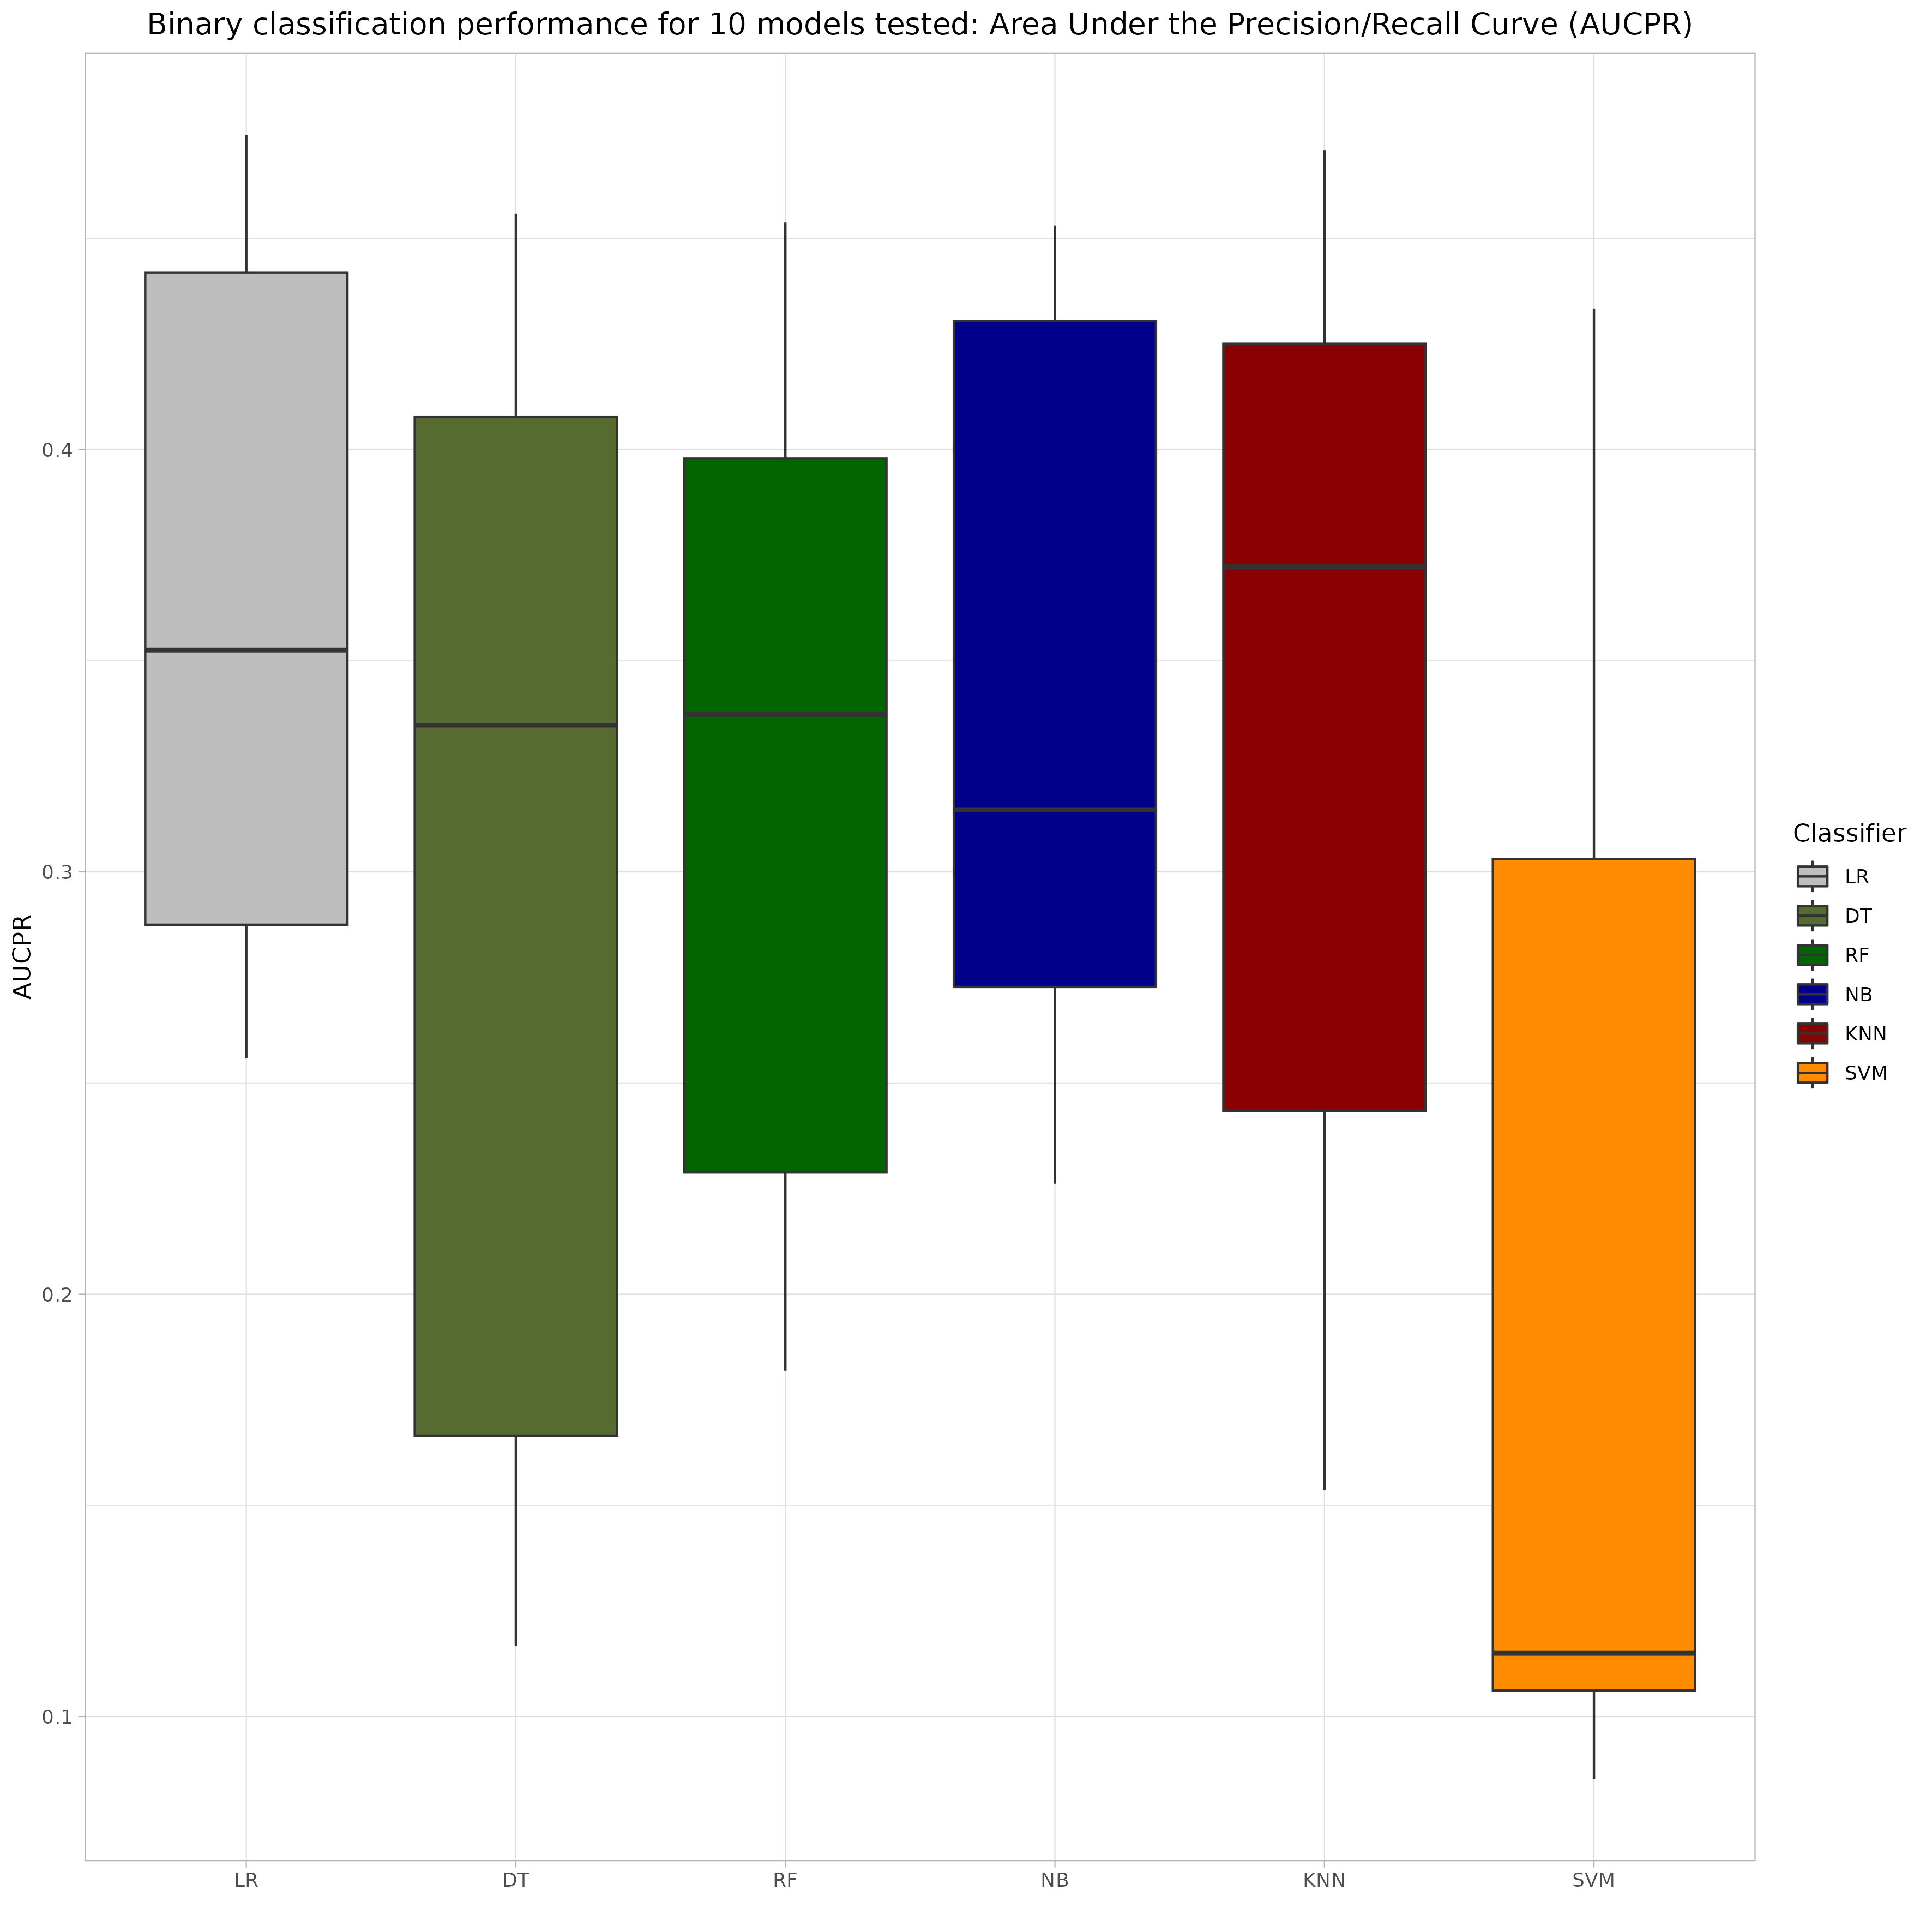 Binary classification performance for 10 models tested: Area Under the Precision/Recall Curve (AUCPR)
AUCPR
0.4
0.3
0.2
0.1
LR
DT
RF
NB
KNN
SVM
Classifier
LR
DT
RF
NB
KNN
SVM